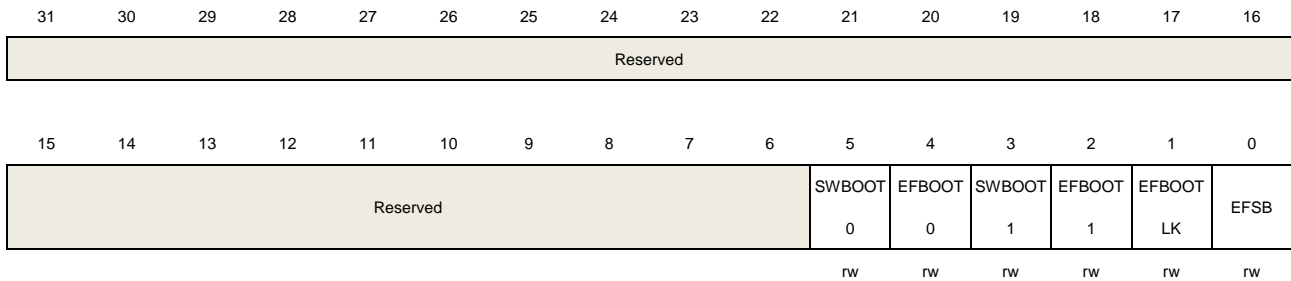 31 30 29 28 27 26 25 24 23 22 21 20 19 18 17 16
Reserved
15 14 13 12 11 10 9 8 7 6 5 4 3 2 1 0
Reserved
SWBOOT EFBOOT SWBOOT EFBOOT EFBOOT EFSB
0 0 1 1 LK
rw rw rw rw rw rw